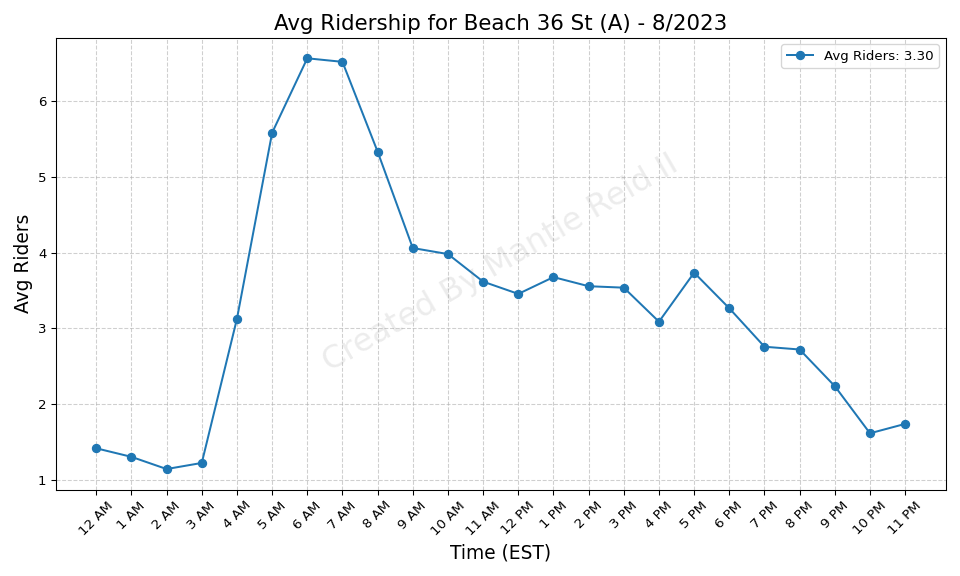 Avg Ridership for Beach 36 St (A) - 8/2023
Avg Riders: 3.30
Avg Riders
6
5
4
3
2
1
Created By Mantie Reid II
12 AM
1 AM
2 AM
3 AM
4 AM
5 AM
6 AM
7 AM
8 AM
9 AM
10 AM
11 AM
12 PM
1 PM
2 PM
3 PM
4 PM
5 PM
6 PM
7 PM
8 PM
9 PM
10 PM
11 PM
Time (EST)